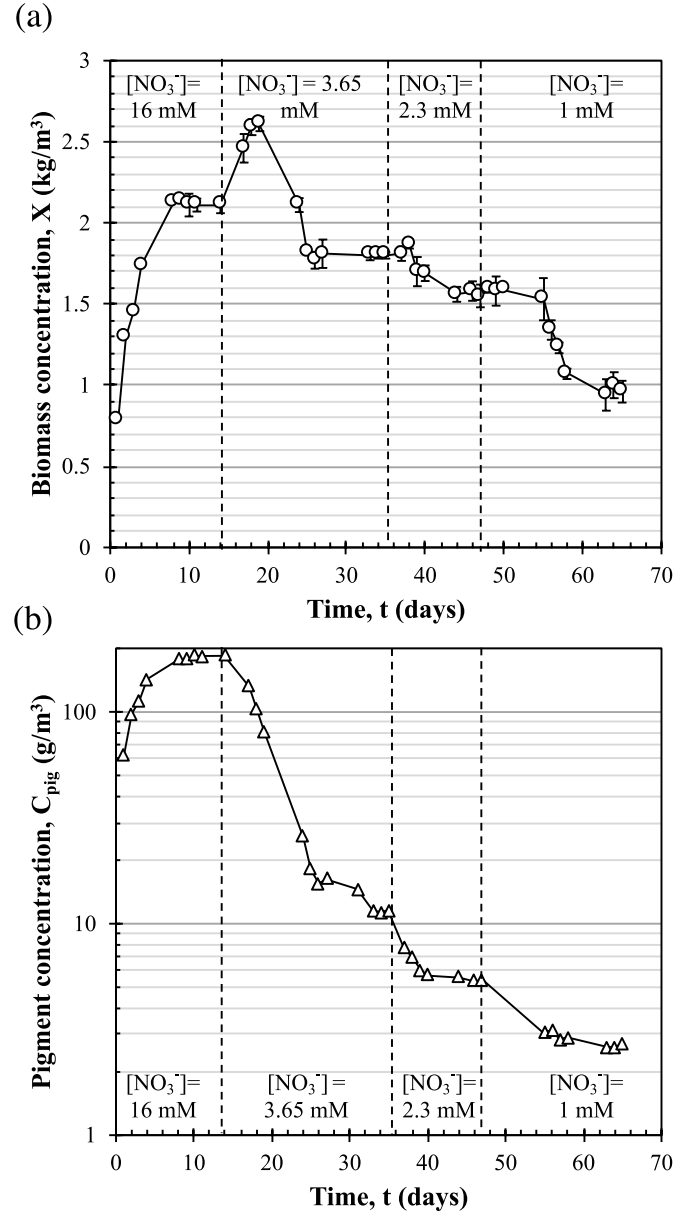 (a)
Biomass concentration, X (kg/m³)
3
2.5
2
1.5
1
0.5
0
[NO₃⁻]=
16 mM
[NO₃⁻] = 3.65
mM
[NO₃⁻]=
2.3 mM
[NO₃⁻]=
1 mM
0 10 20 30 40 50 60 70
Time, t (days)
(b)
Pigment concentration, C_pig (g/m³)
100
10
1
[NO₃⁻]=
16 mM
[NO₃⁻] =
3.65 mM
[NO₃⁻]=
2.3 mM
[NO₃⁻]=
1 mM
0 10 20 30 40 50 60 70
Time, t (days)